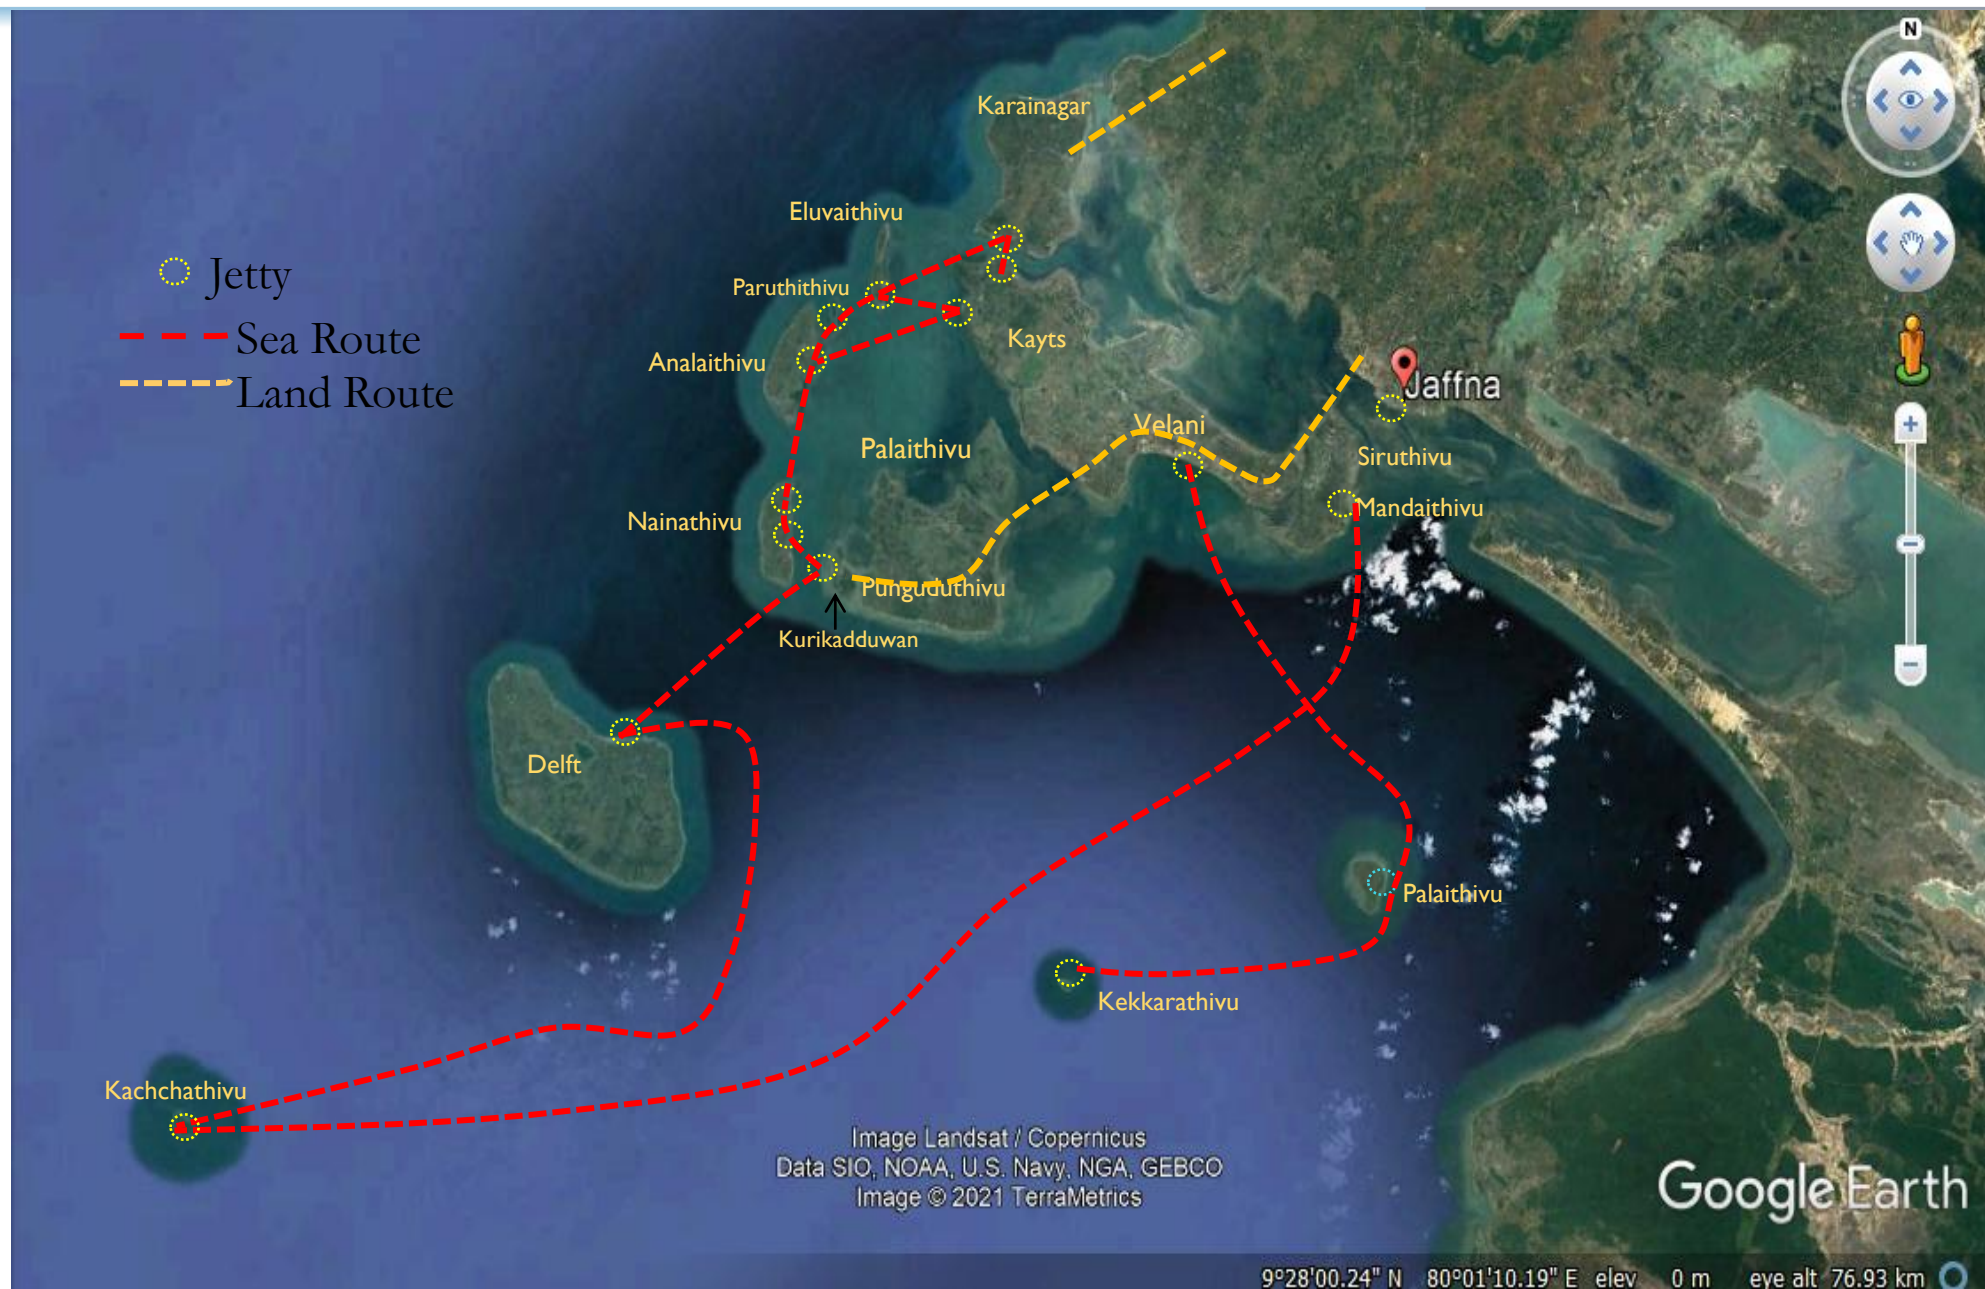 N
Karainagar
Eluvaithivu
Jetty
Paruthithivu
Sea Route
Kayts
Analaithivu
Land Route
Jaffna
Velani
Palaithivu
Siruthivu
Mandaithivu
Nainathivu
Punguduthivu
Kurikadduwan
Delft
Palaithivu
Kekkarathivu
Kachchathivu
Image Landsat / Copernicus
Data SIO, NOAA, U.S. Navy, NGA, GEBCO
Image © 2021 TerraMetrics
Google Earth
9°28'00.24" N 80°01'10.19" E elev 0 m eye alt 76.93 km